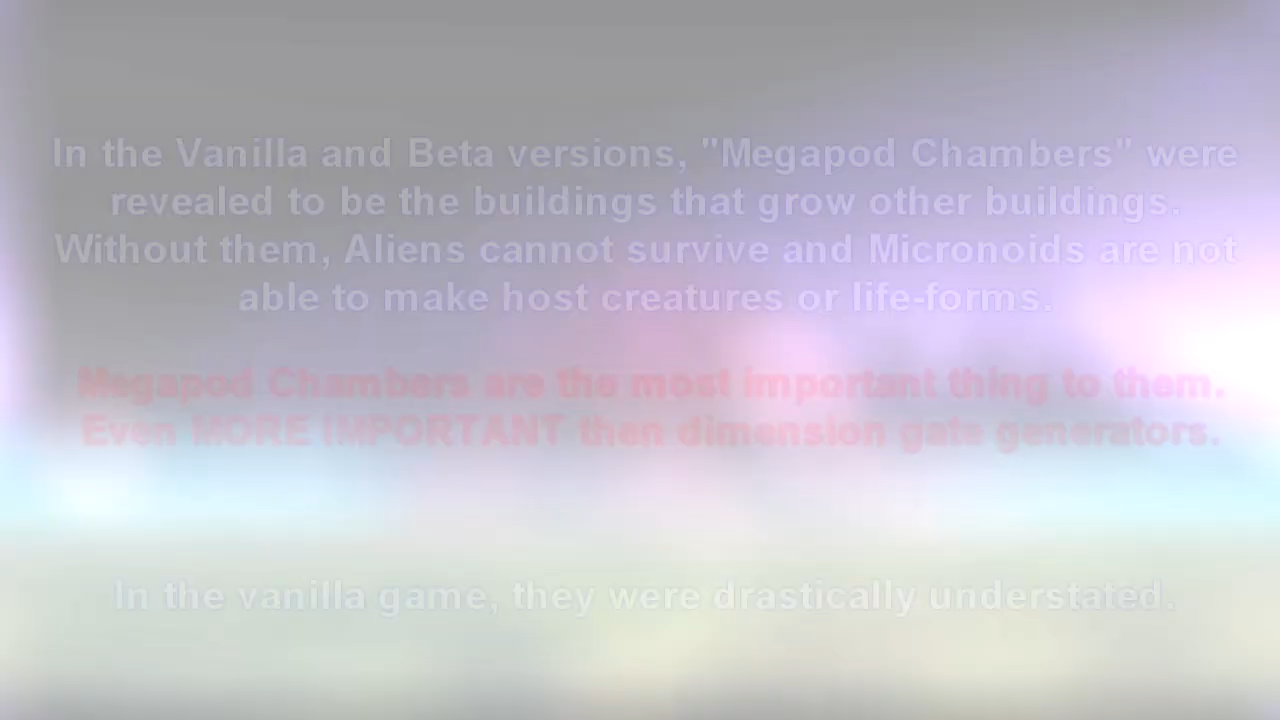 In the Vanilla and Beta versions, "Megapod Chambers" were
revealed to be the buildings that grow other buildings.
Without them, Aliens cannot survive and Micronoids are not
able to make host creatures or life-forms.
Megapod Chambers are the most important thing to them.
Even MORE IMPORTANT then dimension gate generators.
In the vanilla game, they were drastically understated.